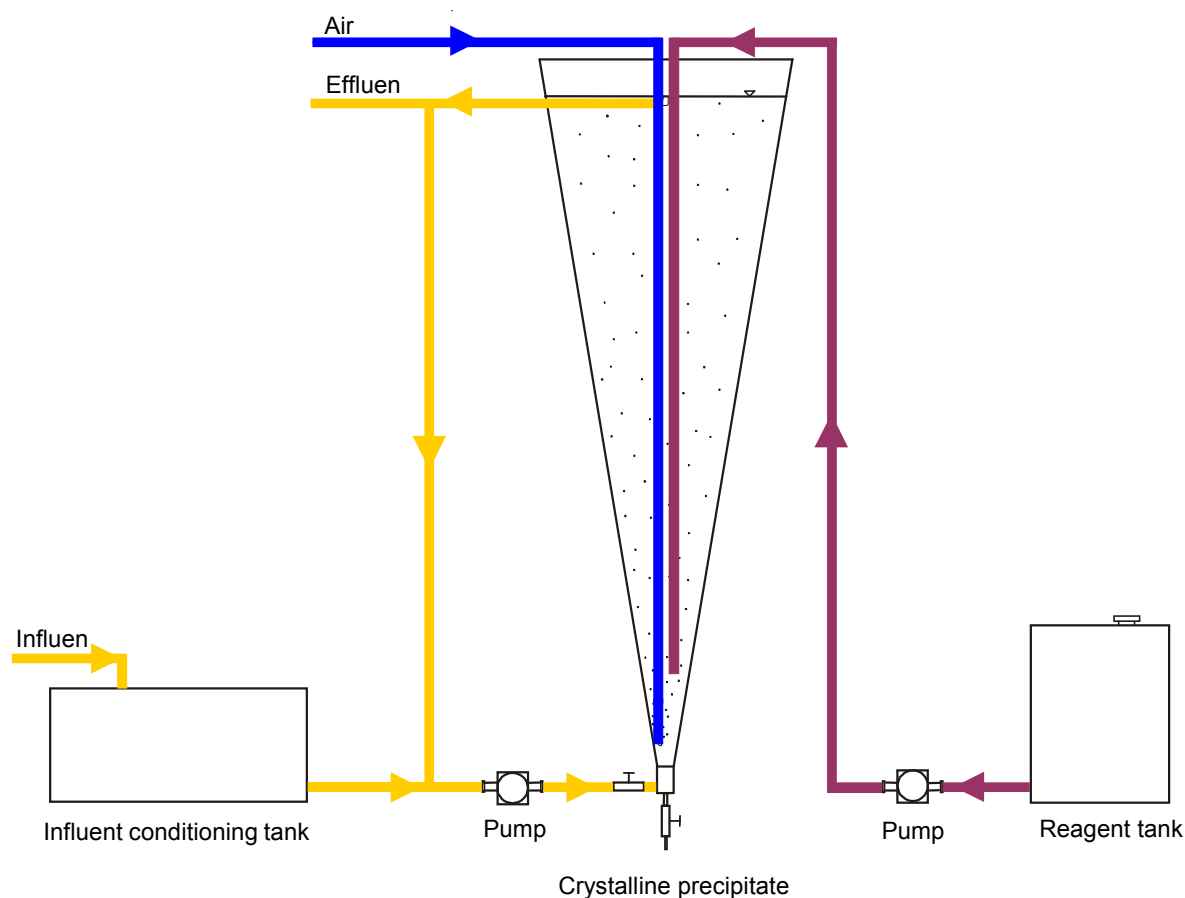 Air
Effluen
Influen
Influent conditioning tank
Pump
Pump
Reagent tank
Crystalline precipitate